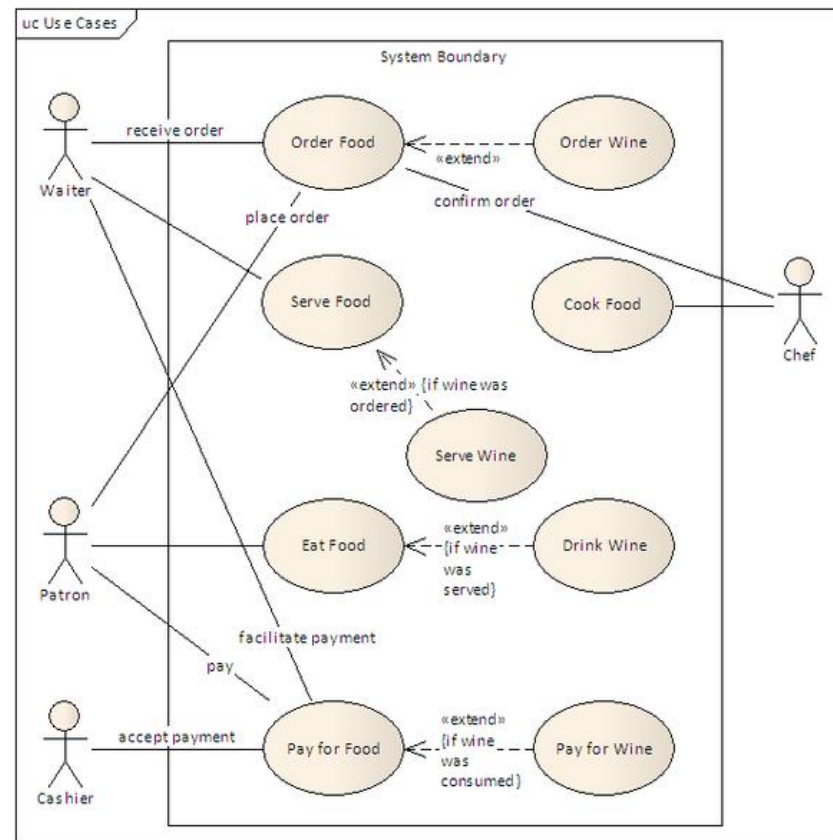 uc Use Cases
System Boundary
receive order
Order Food
«extend»
Order Wine
Waiter
place order
confirm order
Serve Food
Cook Food
Chef
«extend» {if wine was
ordered}
Serve Wine
Patron
Eat Food
«extend»
{if wine
was
served}
Drink Wine
facilitate payment
pay
accept payment
Cashier
Pay for Food
«extend»
{if wine
was
consumed}
Pay for Wine